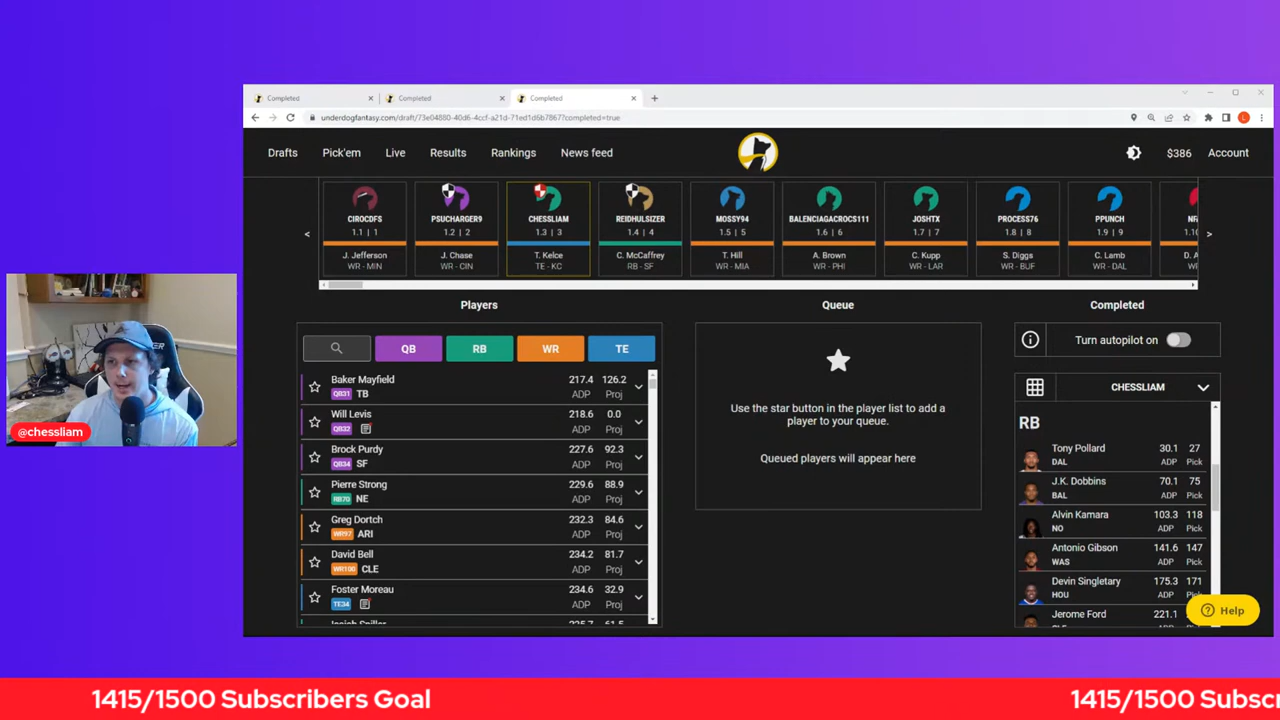 Completed
Completed
Completed
underdogfantasy.com/draft/73e04880-40d6-4ccf-a21d-71ed1d6b7867?completed=true
Drafts
Pick'em
Live
Results
Rankings
News feed
$386
Account
CIROCDFS
1.1 | 1
J. Jefferson
WR - MIN
PSUCHARGER9
1.2 | 2
J. Chase
WR - CIN
CHESSLIAM
1.3 | 3
T. Kelce
TE - KC
REIDHULSIZER
1.4 | 4
C. McCaffrey
RB - SF
MOSSY94
1.5 | 5
T. Hill
WR - MIA
BALENCIAGACROCS111
1.6 | 6
A. Brown
WR - PHI
JOSHTX
1.7 | 7
C. Kupp
WR - LAR
PROCESS76
1.8 | 8
S. Diggs
WR - BUF
PPUNCH
1.9 | 9
C. Lamb
WR - DAL
Players
QB
RB
WR
TE
Baker Mayfield 217.4 126.2
QB31 TB ADP Proj
Will Levis 218.6 0.0
QB32 ADP Proj
Brock Purdy 227.6 92.3
QB34 SF ADP Proj
Pierre Strong 229.6 88.9
RB70 NE ADP Proj
Greg Dortch 232.3 84.6
WR97 ARI ADP Proj
David Bell 234.2 81.7
WR100 CLE ADP Proj
Foster Moreau 234.6 32.9
TE34 ADP Proj
Queue
Use the star button in the player list to add a
player to your queue.
Queued players will appear here
Completed
Turn autopilot on
CHESSLIAM
RB
Tony Pollard 30.1 27
DAL ADP Pick
J.K. Dobbins 70.1 75
BAL ADP Pick
Alvin Kamara 103.3 118
NO ADP Pick
Antonio Gibson 141.6 147
WAS ADP Pick
Devin Singletary 175.3 171
HOU ADP Pick
Jerome Ford 221.1
Help
@chessliam
1415/1500 Subscribers Goal
1415/1500 Subsc